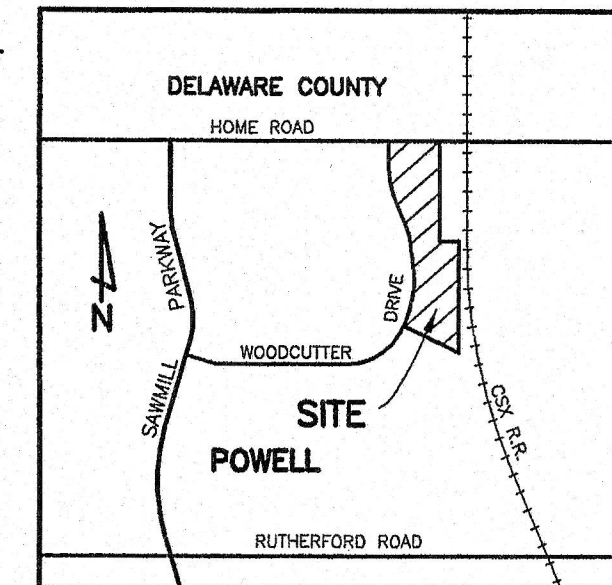 DELAWARE COUNTY
HOME ROAD
SAWMILL PARKWAY
N
WOODCUTTER DRIVE
SITE
POWELL
CSX R.R.
RUTHERFORD ROAD